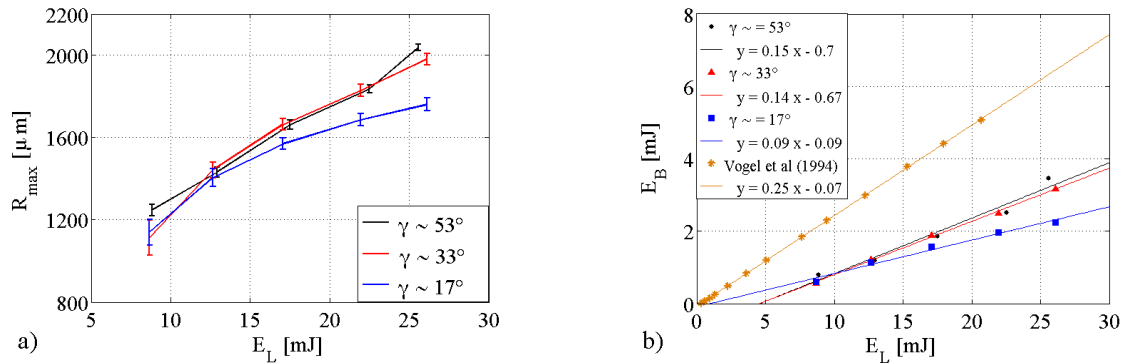 2200
2000
1600
1200
800
R_max [μ m]
5 10 15 20 25 30
E_L [mJ]
γ ~ 53°
γ ~ 33°
γ ~ 17°
a)
8
6
4
2
0
E_B [mJ]
0 5 10 15 20 25 30
E_L [mJ]
γ ~ = 53°
y = 0.15 x - 0.7
γ ~ 33°
y = 0.14 x - 0.67
γ ~ = 17°
y = 0.09 x - 0.09
Vogel et al (1994)
y = 0.25 x - 0.07
b)